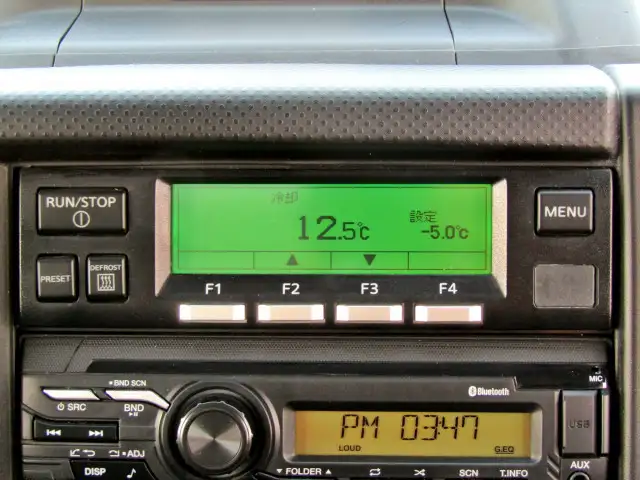 RUN/STOP
冷却
12.5℃
設定
-5.0℃
MENU
PRESET
DEFROST
▲ ▼
F1 F2 F3 F4
Bluetooth
MIC
•BND SCN
SRC
BND
PM 03:47
LOUD
G.EQ
USB
•ADJ
DISP
▼ FOLDER ▲
SCN
T.INFO
AUX